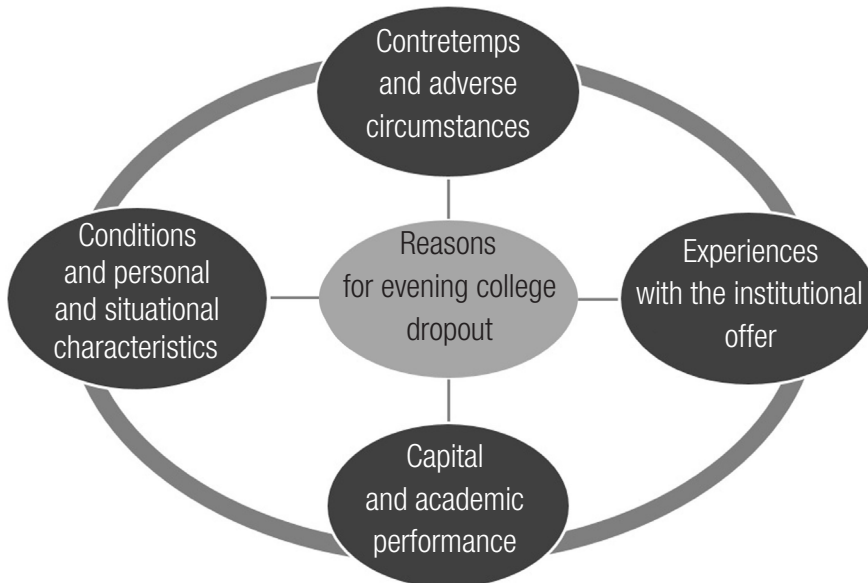 Contretemps
and adverse
circumstances
Conditions
and personal
and situational
characteristics
Reasons
for evening college
dropout
Experiences
with the institutional
offer
Capital
and academic
performance